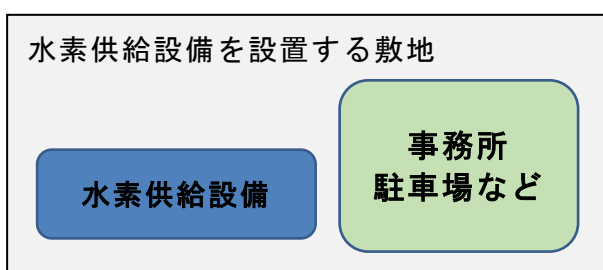 水素供給設備を設置する敷地
水素供給設備
事務所
駐車場など